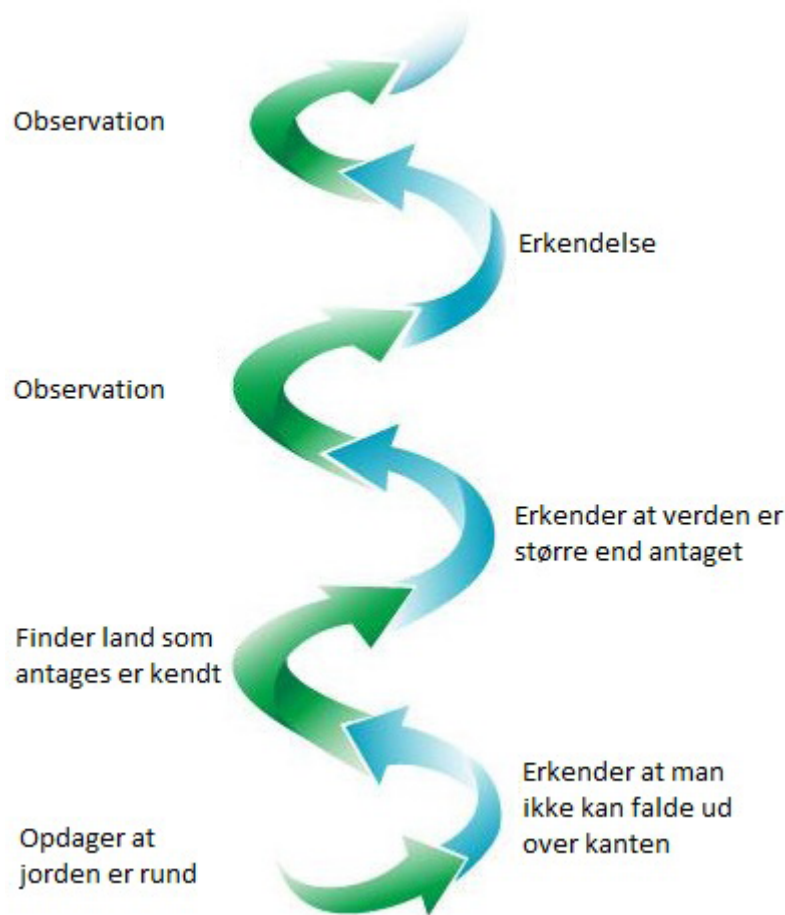 Observation
Erkendelse
Observation
Erkender at verden er
større end antaget
Finder land som
antages er kendt
Erkender at man
ikke kan falde ud
over kanten
Opdager at
jorden er rund